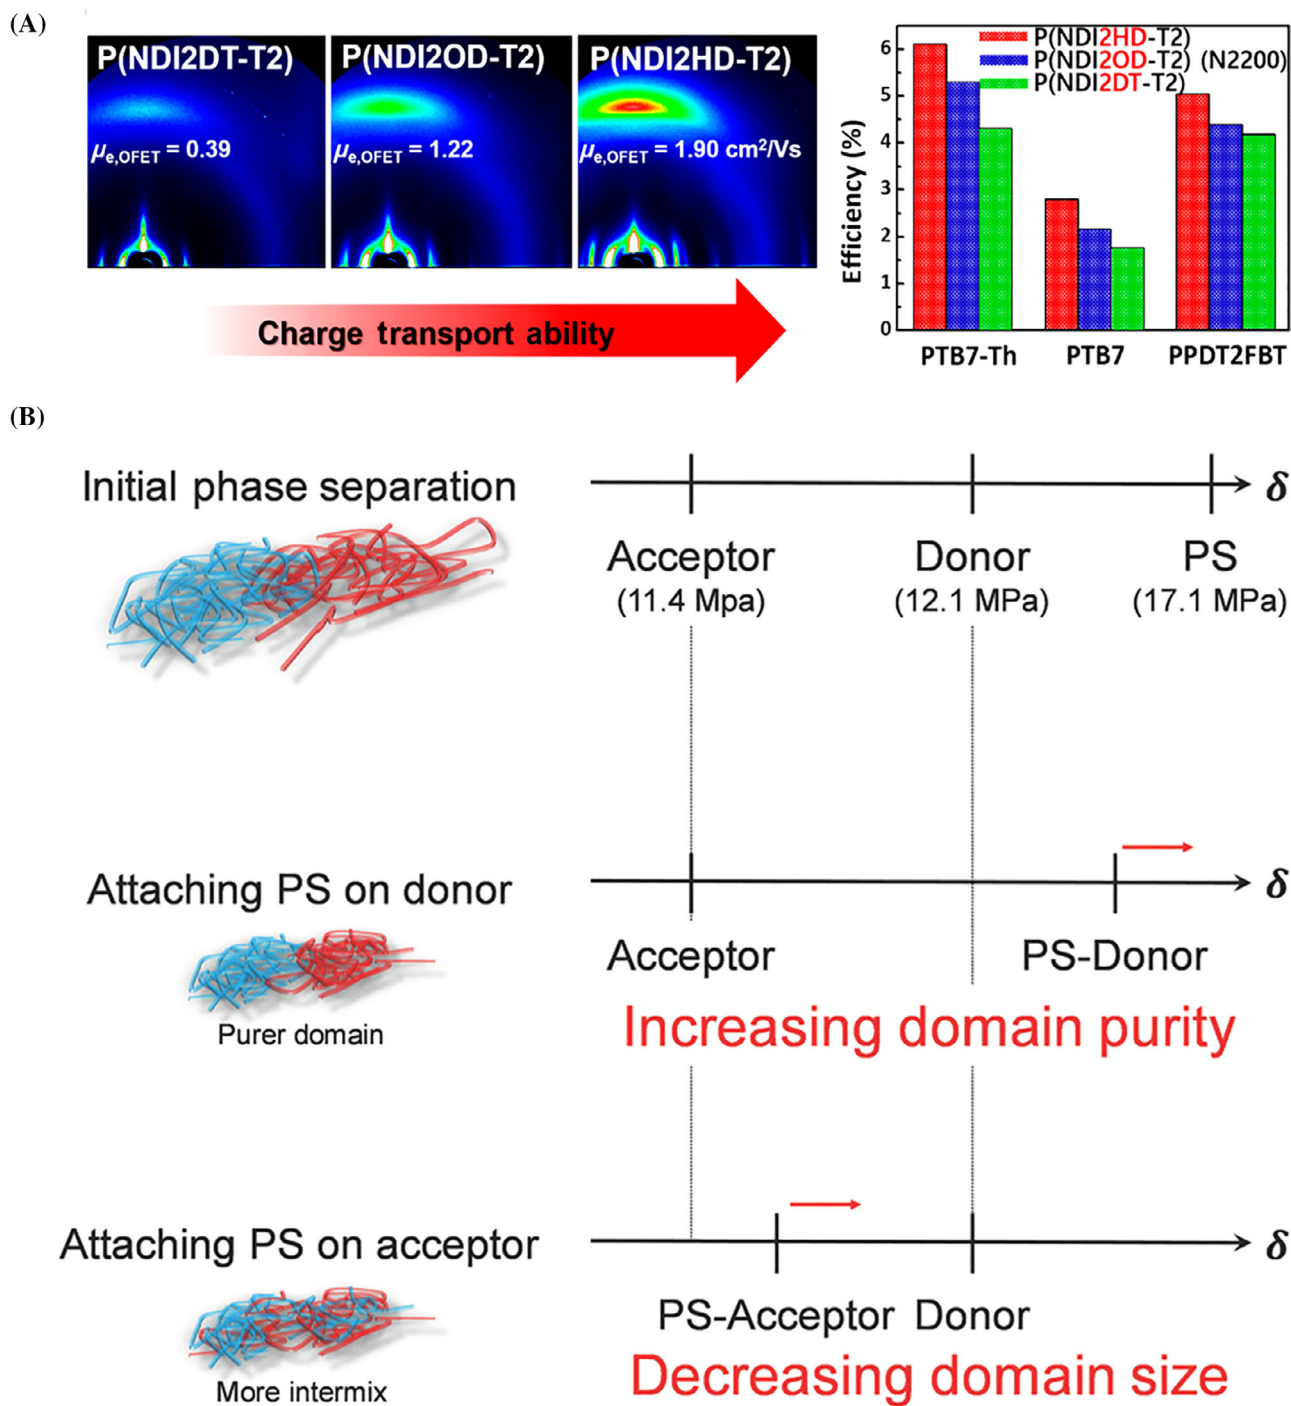 (A)
P(NDI2DT-T2)
μe,OFET = 0.39
P(NDI2OD-T2)
μe,OFET = 1.22
P(NDI2HD-T2)
μe,OFET = 1.90 cm²/Vs
Charge transport ability
P(NDI2HD-T2)
P(NDI2OD-T2) (N2200)
P(NDI2DT-T2)
Efficiency (%)
6
5
4
3
2
1
0
PTB7-Th PTB7 PPDT2FBT
(B)
Initial phase separation
δ
Acceptor Donor PS
(11.4 Mpa) (12.1 MPa) (17.1 MPa)
Attaching PS on donor
δ
Acceptor PS-Donor
Purer domain
Increasing domain purity
Attaching PS on acceptor
δ
PS-Acceptor Donor
More intermix
Decreasing domain size